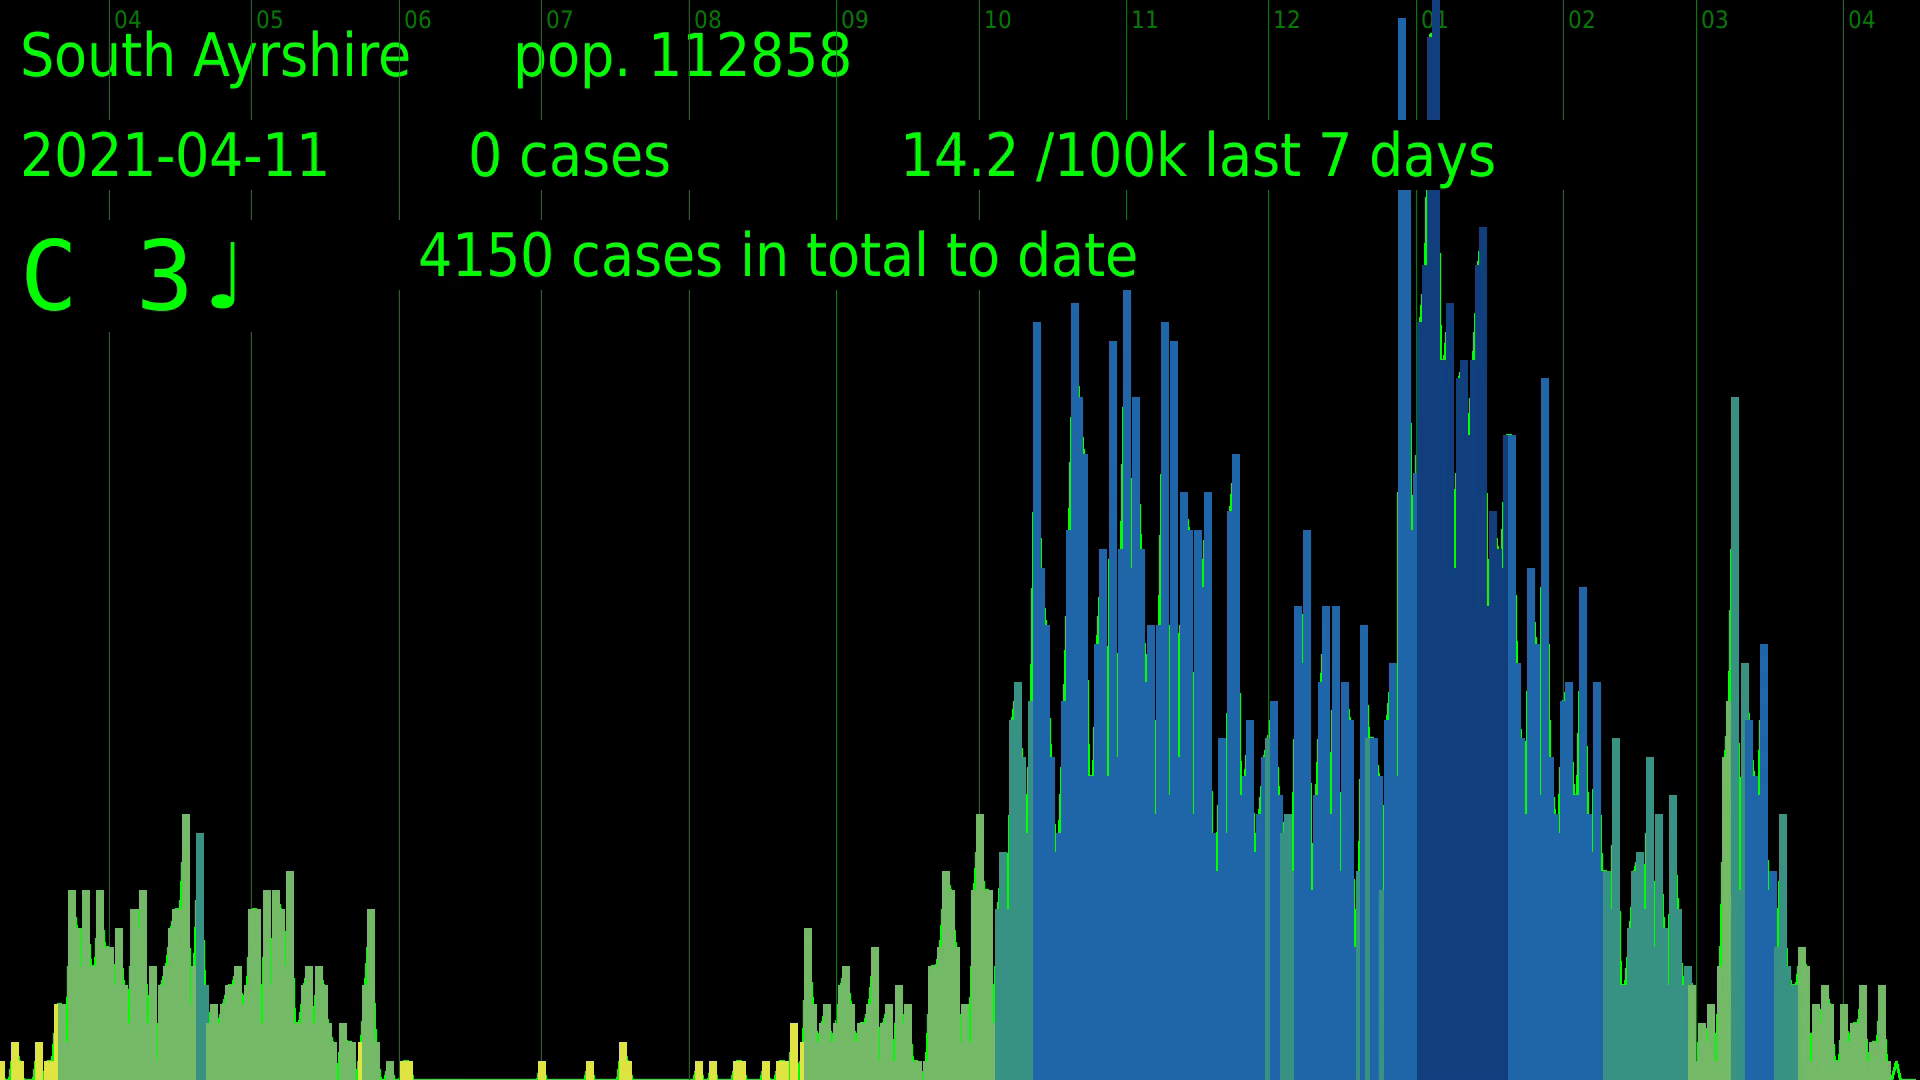 04 05 06 07 08 09 10 11 12 01 02 03 04
South Ayrshire pop. 112858
2021-04-11 0 cases 14.2 /100k last 7 days
C 3♩ 4150 cases in total to date